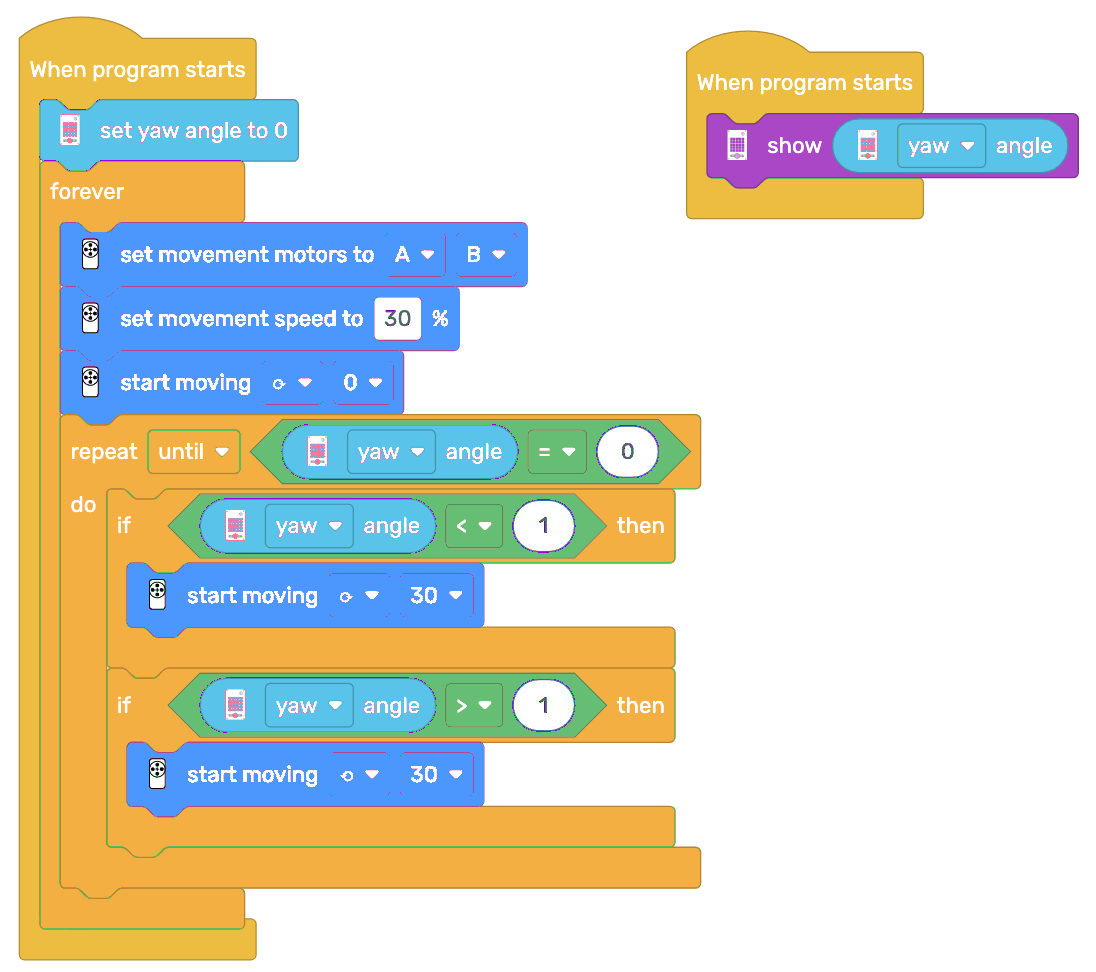 When program starts
set yaw angle to 0
forever
set movement motors to A B
set movement speed to 30 %
start moving 0
repeat until yaw angle = 0
do
if yaw angle < 1 then
start moving 30
if yaw angle > 1 then
start moving 30
When program starts
show yaw angle